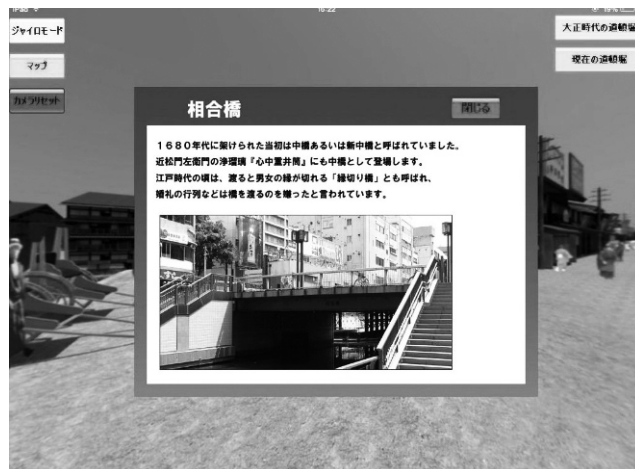 iPad
15:22
ジャイロモード
マップ
カメラリセット
大正時代の道頓堀
現在の道頓堀
相合橋
閉じる
1680年代に架けられた当初は中橋あるいは新中橋と呼ばれていました。
近松門左衛門の浄瑠璃『心中重井筒』にも中橋として登場します。
江戸時代の頃は、渡ると男女の縁が切れる「縁切り橋」とも呼ばれ、
婚礼の行列などは橋を渡るのを嫌ったと言われています。